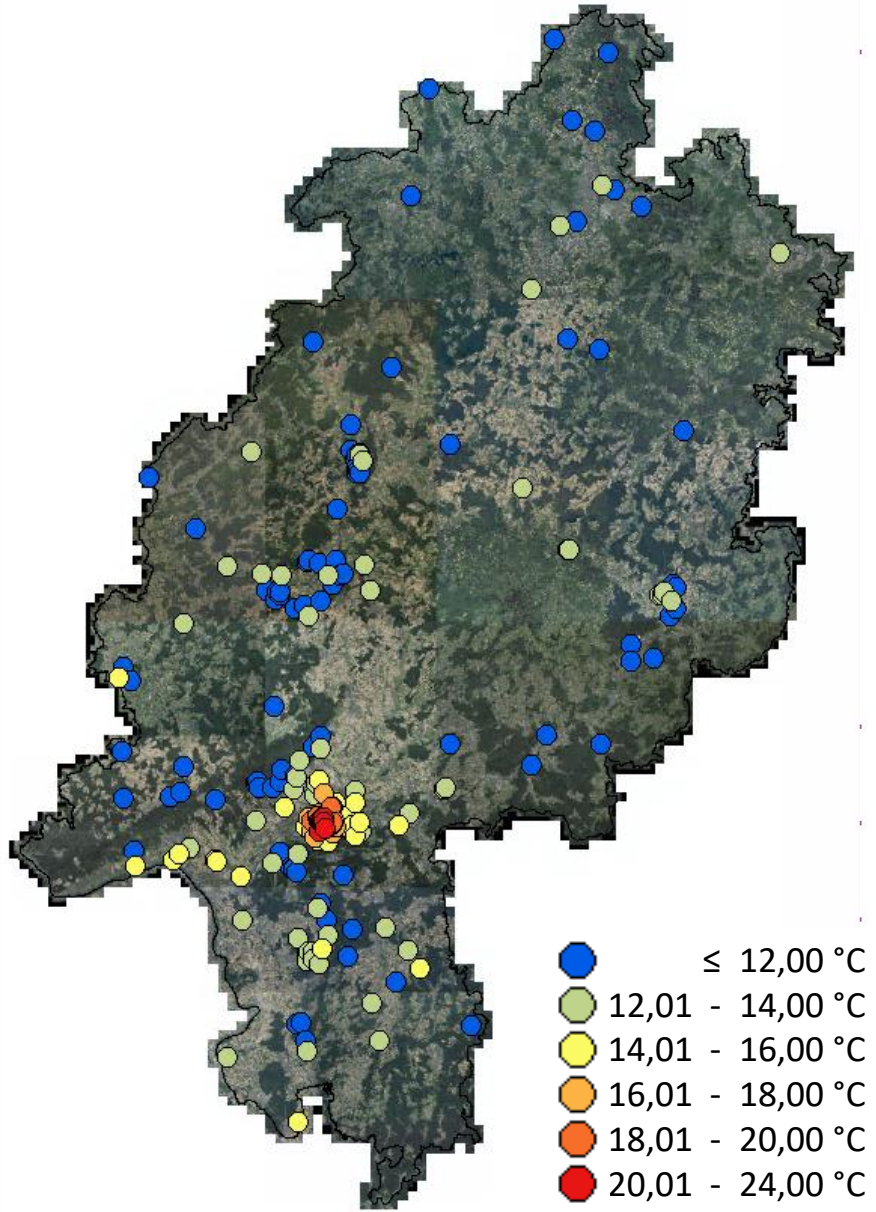 ≤ 12,00 °C
12,01 - 14,00 °C
14,01 - 16,00 °C
16,01 - 18,00 °C
18,01 - 20,00 °C
20,01 - 24,00 °C